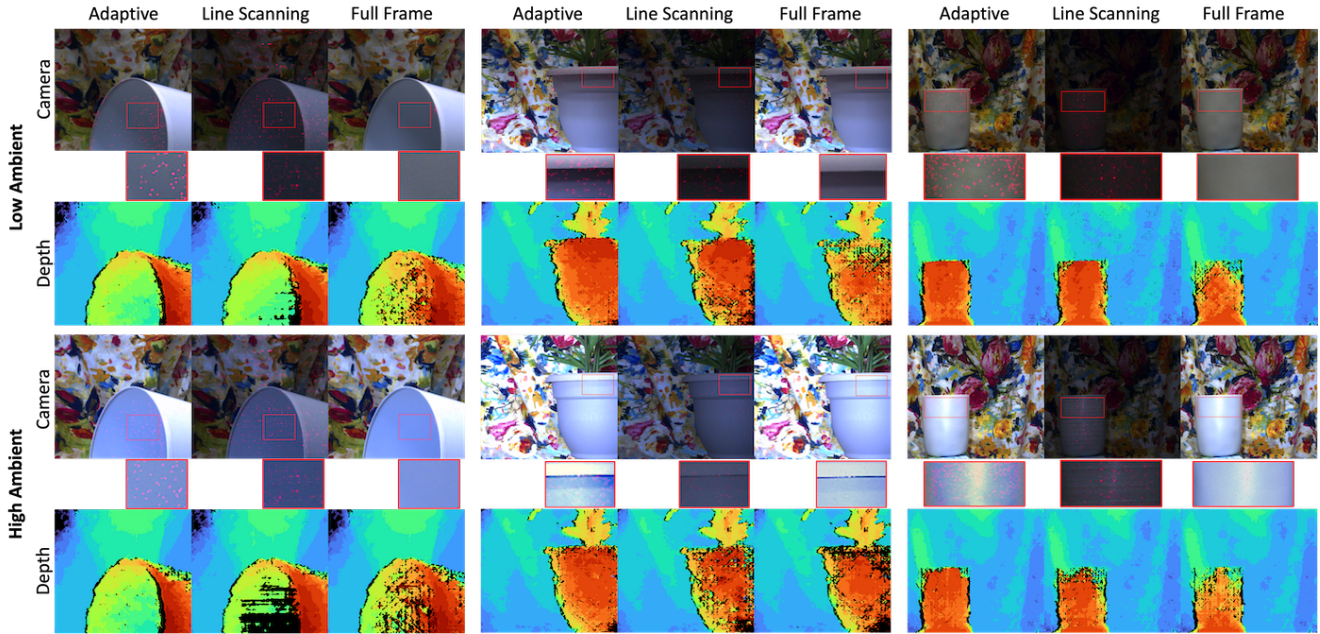 Adaptive Line Scanning Full Frame Adaptive Line Scanning Full Frame Adaptive Line Scanning Full Frame
Low Ambient
Camera
Depth
High Ambient
Camera
Depth